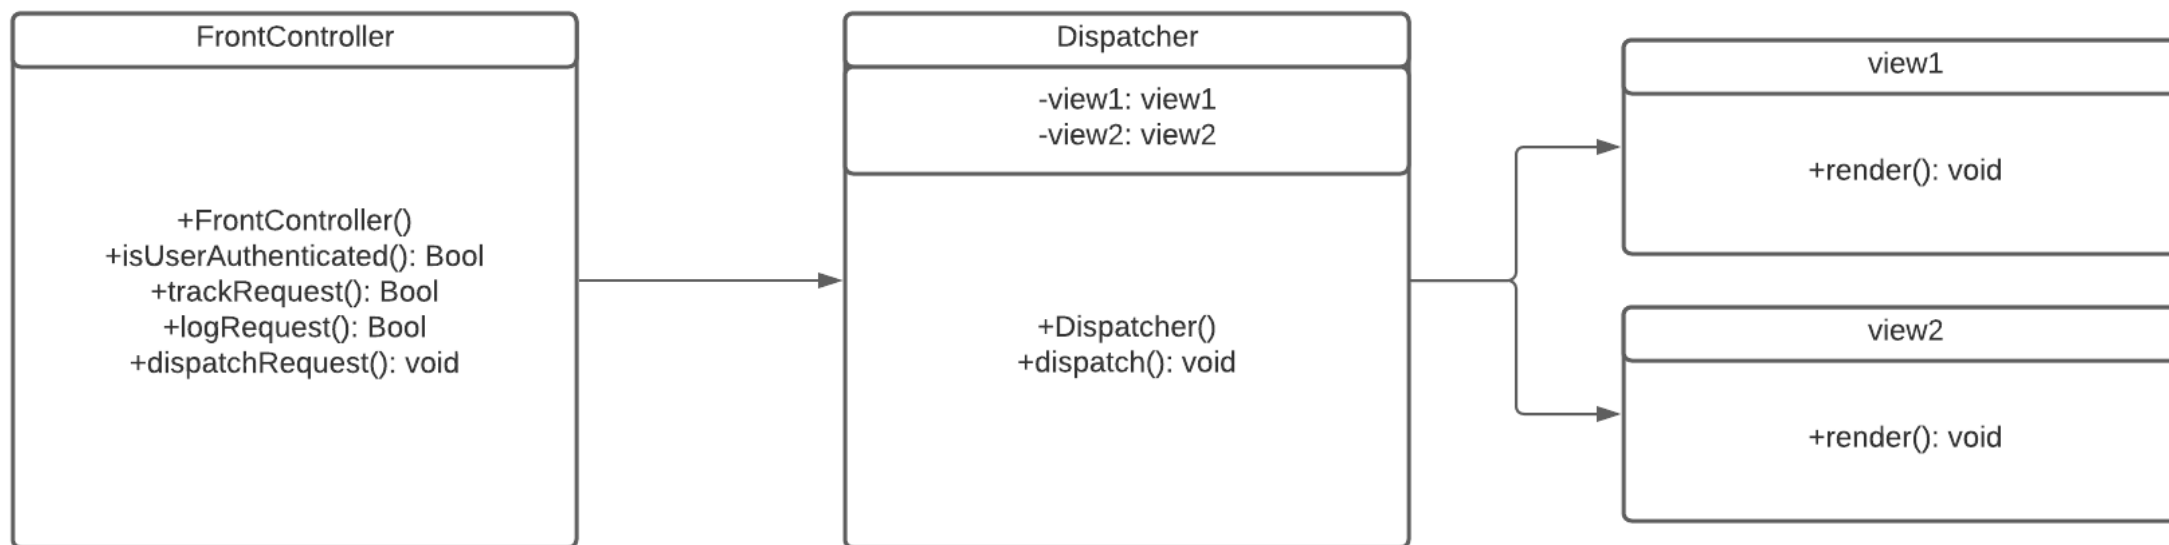 FrontController
+FrontController()
+isUserAuthenticated(): Bool
+trackRequest(): Bool
+logRequest(): Bool
+dispatchRequest(): void
Dispatcher
-view1: view1
-view2: view2
+Dispatcher()
+dispatch(): void
view1
+render(): void
view2
+render(): void